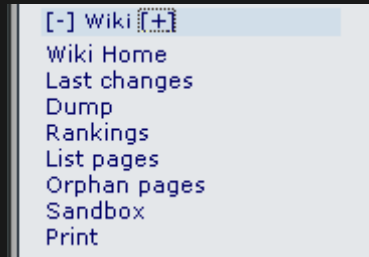 [-] Wiki [+]
Wiki Home
Last changes
Dump
Rankings
List pages
Orphan pages
Sandbox
Print